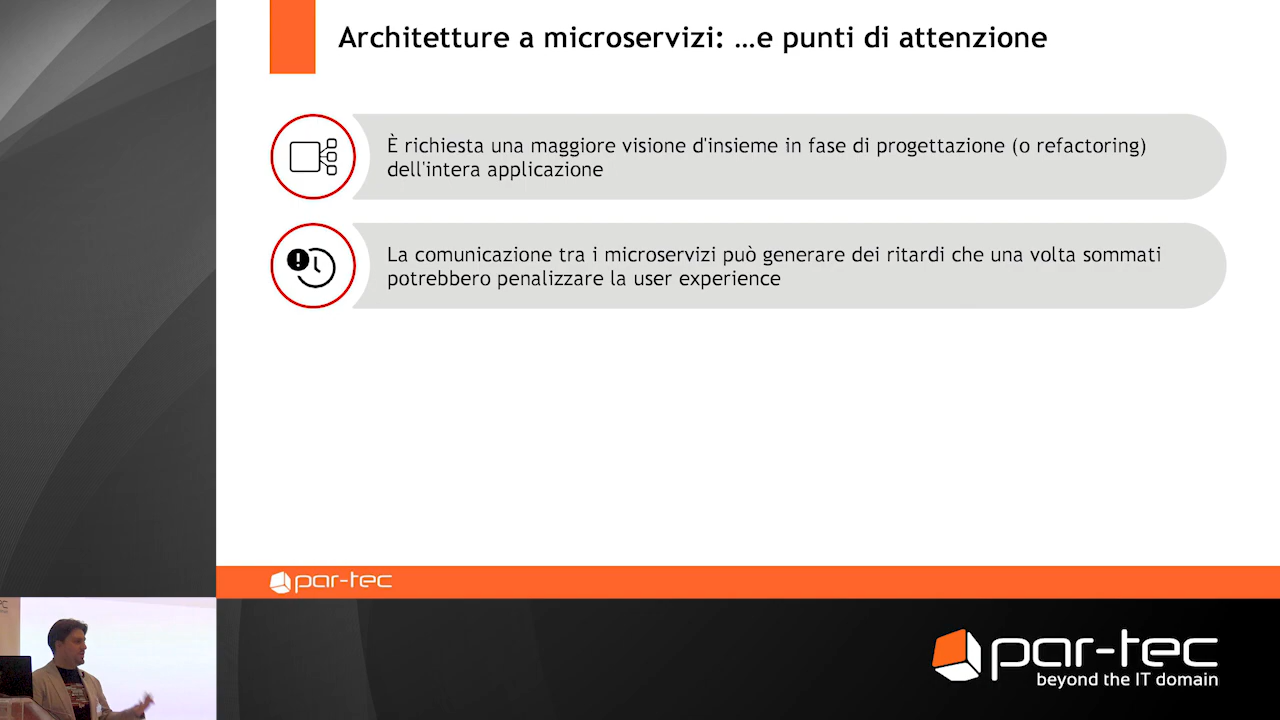 Architetture a microservizi: …e punti di attenzione
È richiesta una maggiore visione d'insieme in fase di progettazione (o refactoring)
dell'intera applicazione
La comunicazione tra i microservizi può generare dei ritardi che una volta sommati
potrebbero penalizzare la user experience
par-tec
par-tec
beyond the IT domain